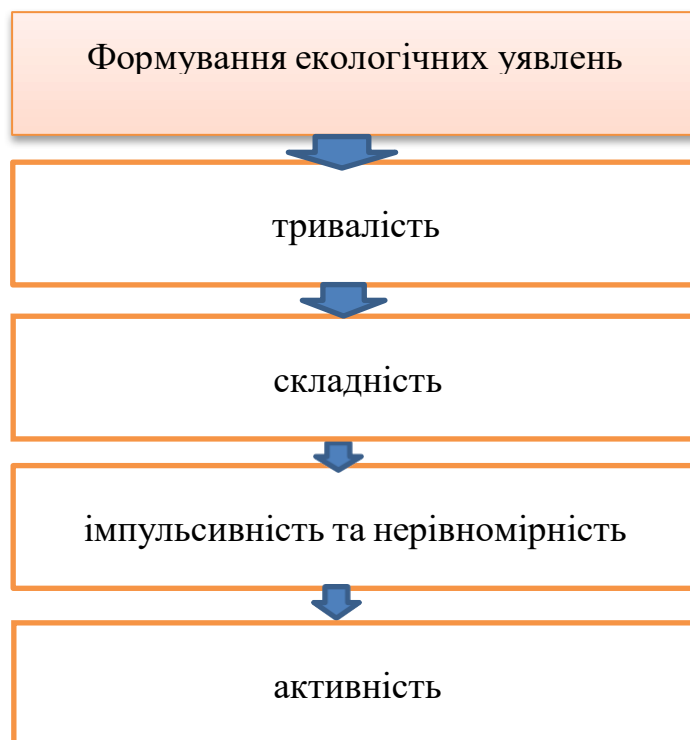 Формування екологічних уявлень
тривалість
складність
імпульсивність та нерівномірність
активність